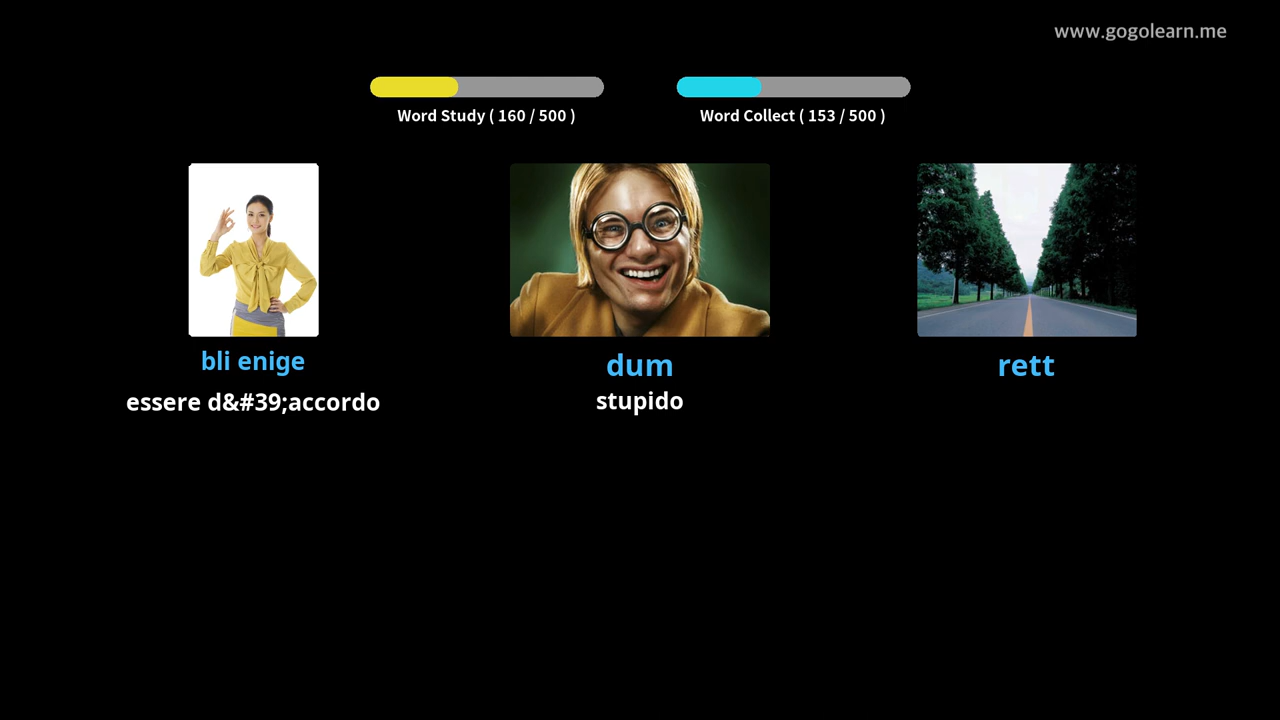 www.gogolearn.me
Word Study ( 160 / 500 )
Word Collect ( 153 / 500 )
bli enige
dum
rett
essere d&#39;accordo
stupido